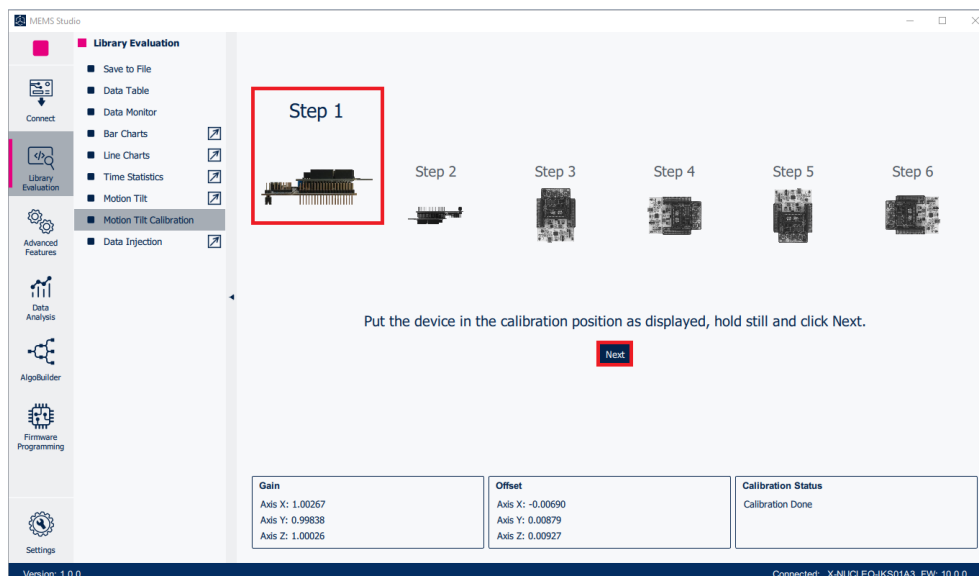 MEMS Studio
Connect
Library
Evaluation
Advanced
Features
Data
Analysis
AlgoBuilder
Firmware
Programming
Settings
Library Evaluation
Save to File
Data Table
Data Monitor
Bar Charts
Line Charts
Time Statistics
Motion Tilt
Motion Tilt Calibration
Data Injection
Step 1
Step 2
Step 3
Step 4
Step 5
Step 6
Put the device in the calibration position as displayed, hold still and click Next.
Next
Gain
Axis X: 1.00267
Axis Y: 0.99838
Axis Z: 1.00026
Offset
Axis X: -0.00690
Axis Y: 0.00879
Axis Z: 0.00927
Calibration Status
Calibration Done
Version: 1.0.0
Connected: X-NUCLEO-IKS01A3, FW: 10.0.0